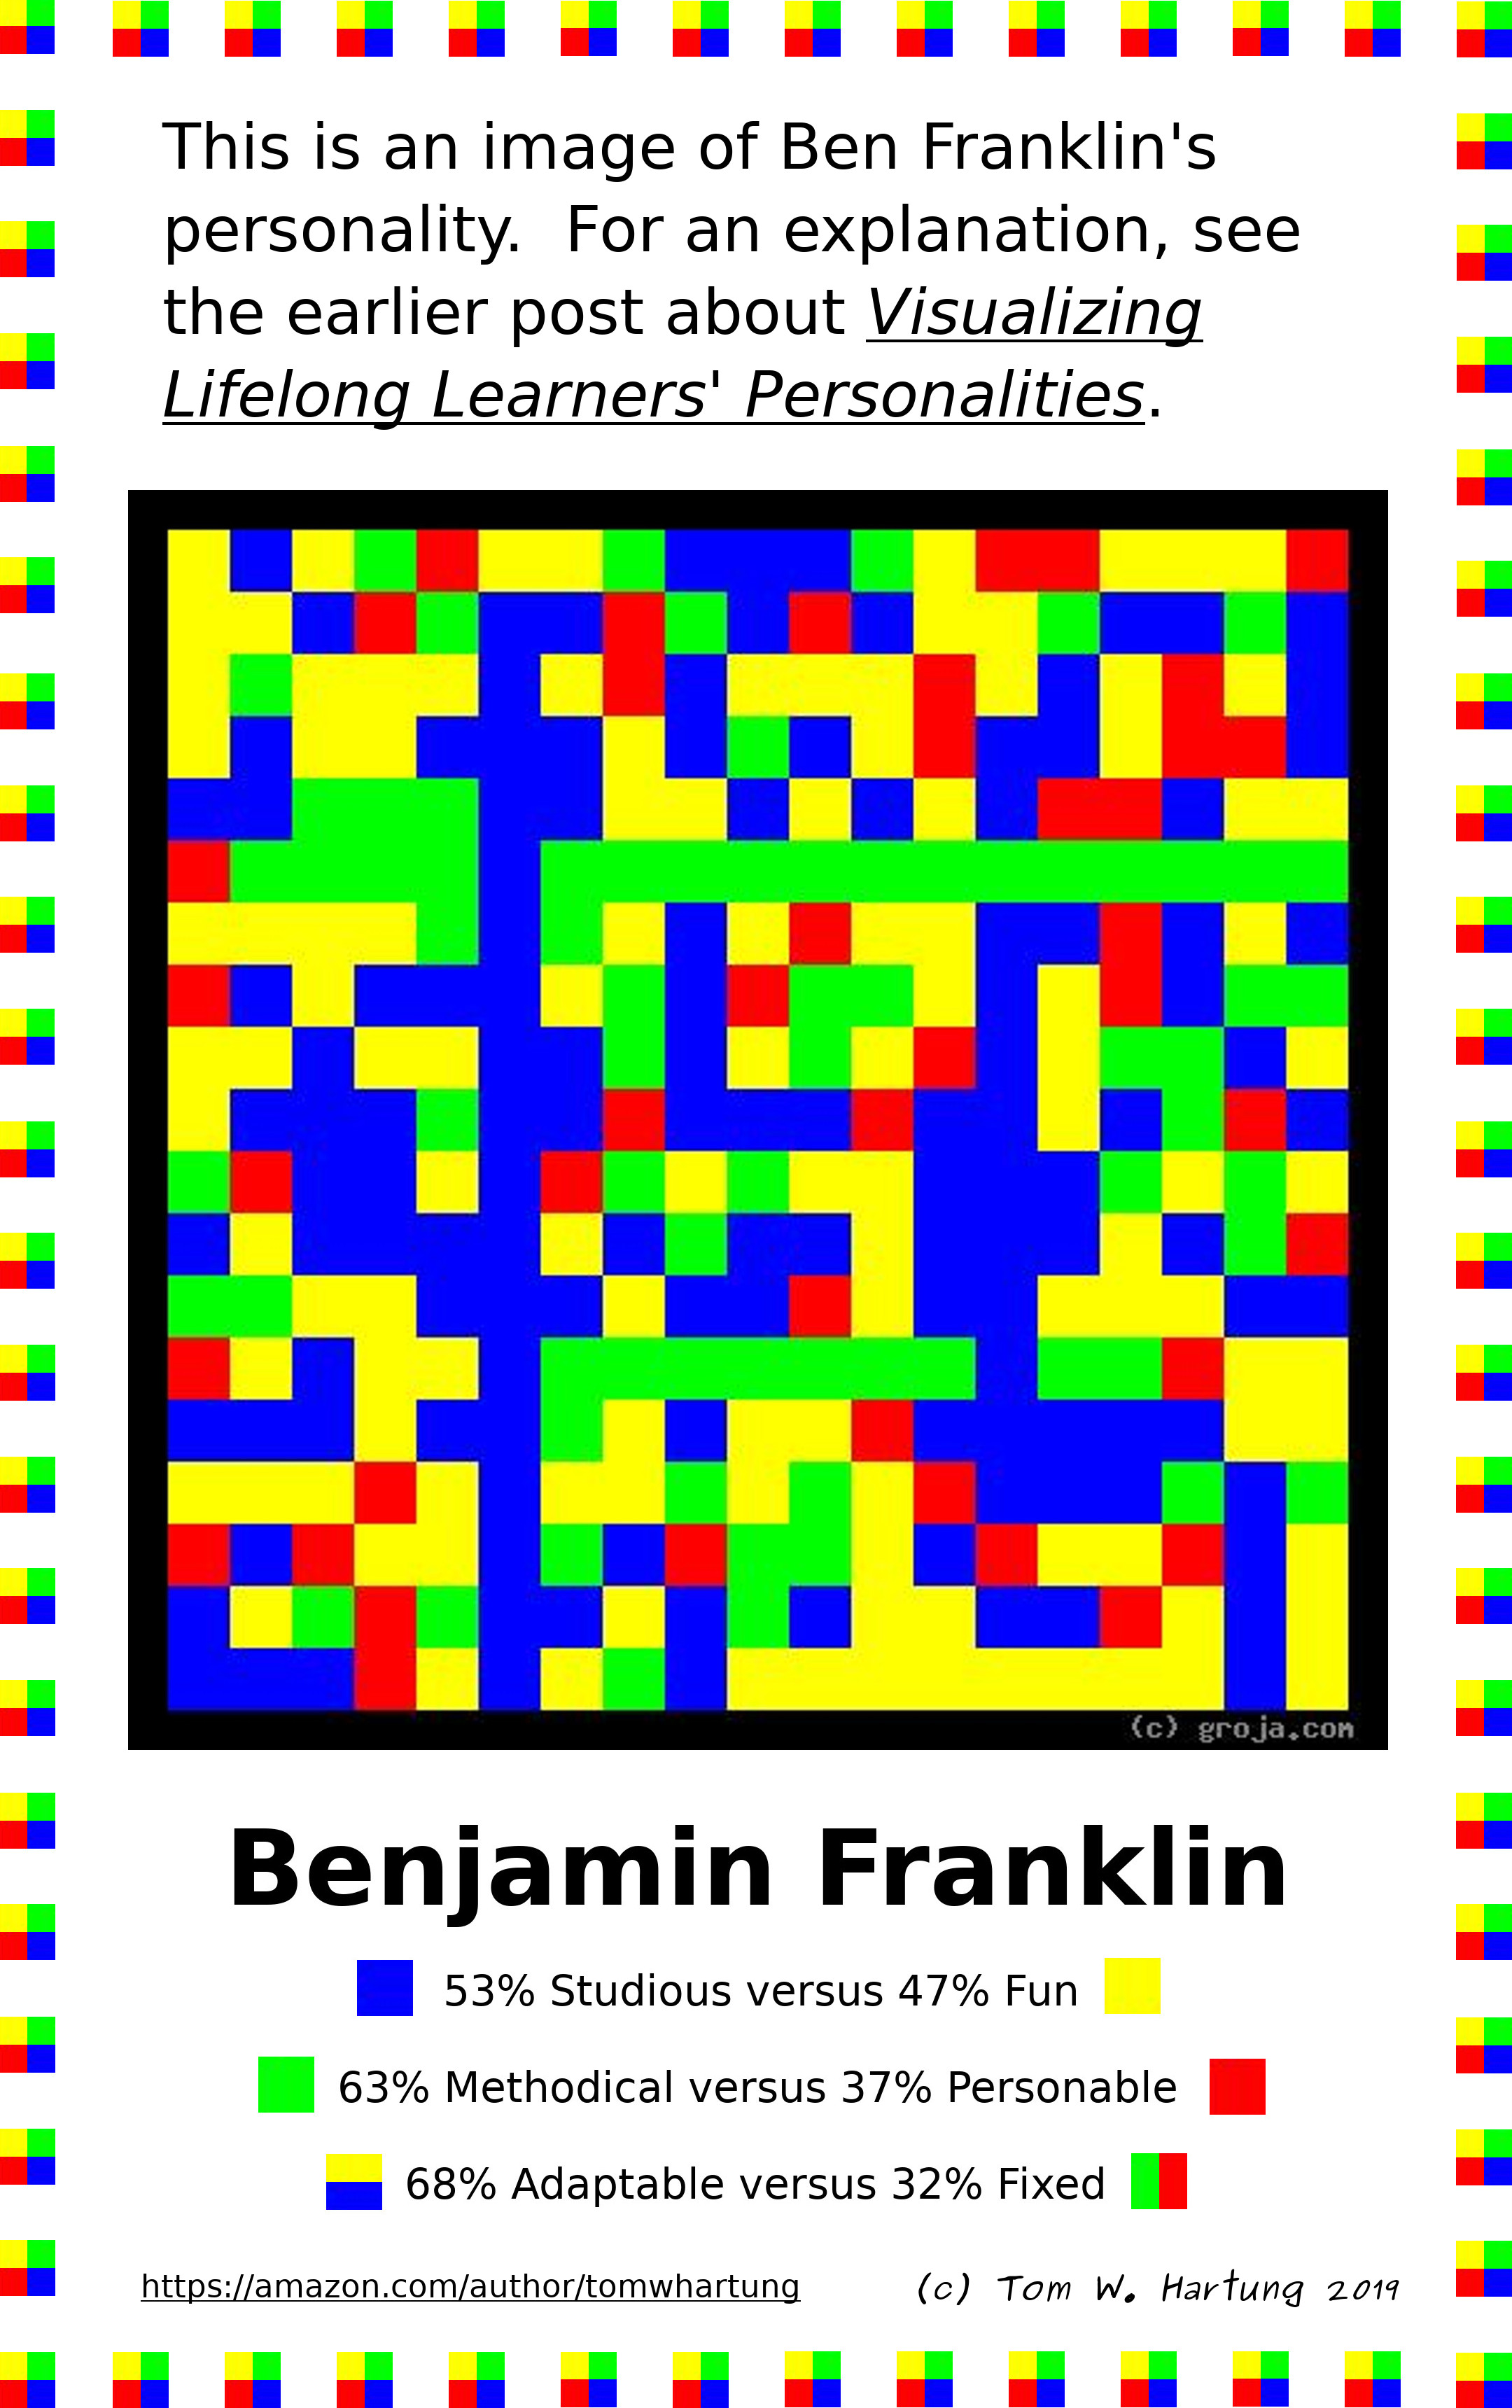 This is an image of Ben Franklin's
personality.  For an explanation, see
the earlier post about Visualizing
Lifelong Learners' Personalities.
(c) groja.com
Benjamin Franklin
53% Studious versus 47% Fun
63% Methodical versus 37% Personable
68% Adaptable versus 32% Fixed
https://amazon.com/author/tomwhartung
(c) Tom W. Hartung 2019